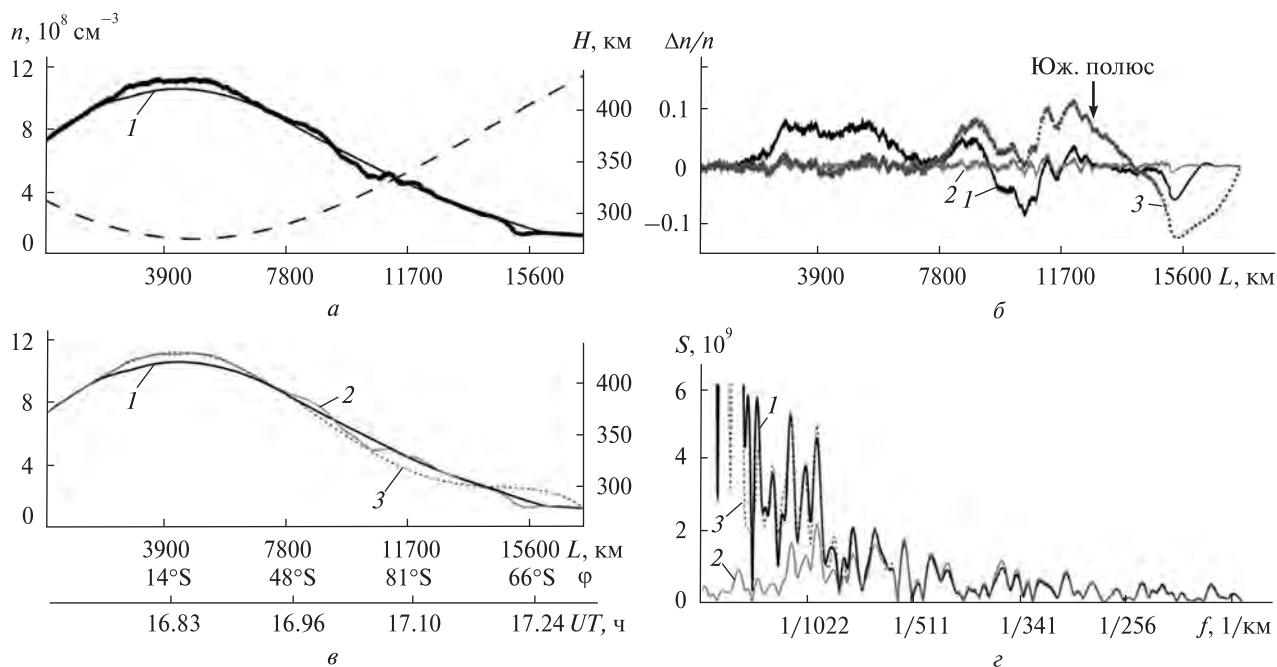 n, 10⁸ см⁻³
H, км
12
8
4
0
400
350
300
1
3900 7800 11700 15600
а
Δn/n
Юж. полюс
0.1
0
−0.1
2 1
3
3900 7800 11700 15600 L, км
б
12
8
4
0
400
350
300
1
2
3
3900 7800 11700 15600 L, км
14°S 48°S 81°S 66°S φ
16.83 16.96 17.10 17.24 UT, ч
в
S, 10⁹
6
4
2
0
1
3
2
1/1022 1/511 1/341 1/256 f, 1/км
г